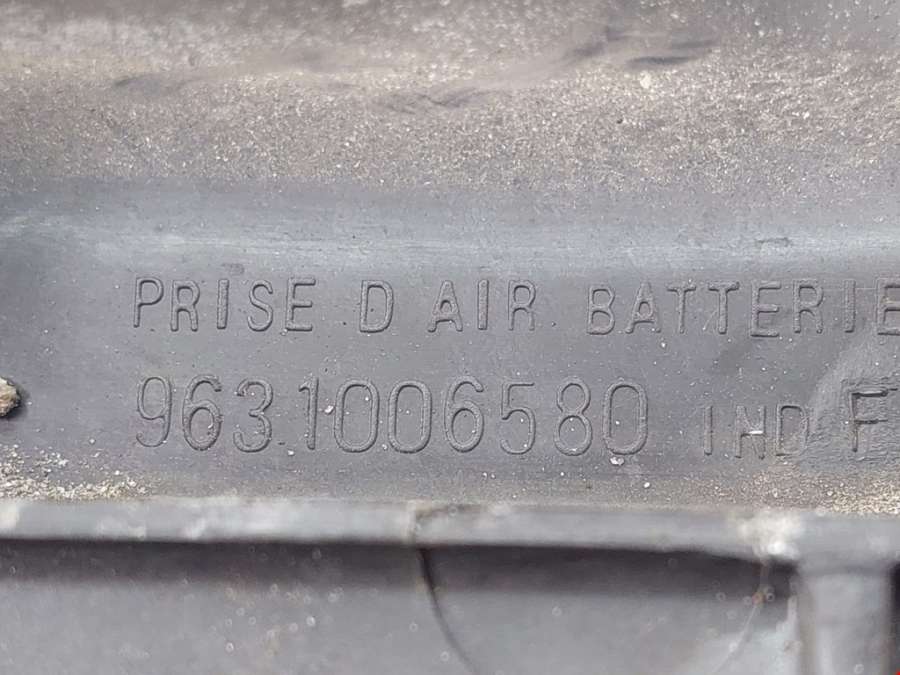 PRISE D AIR BATTERIE
9631006580 IND F